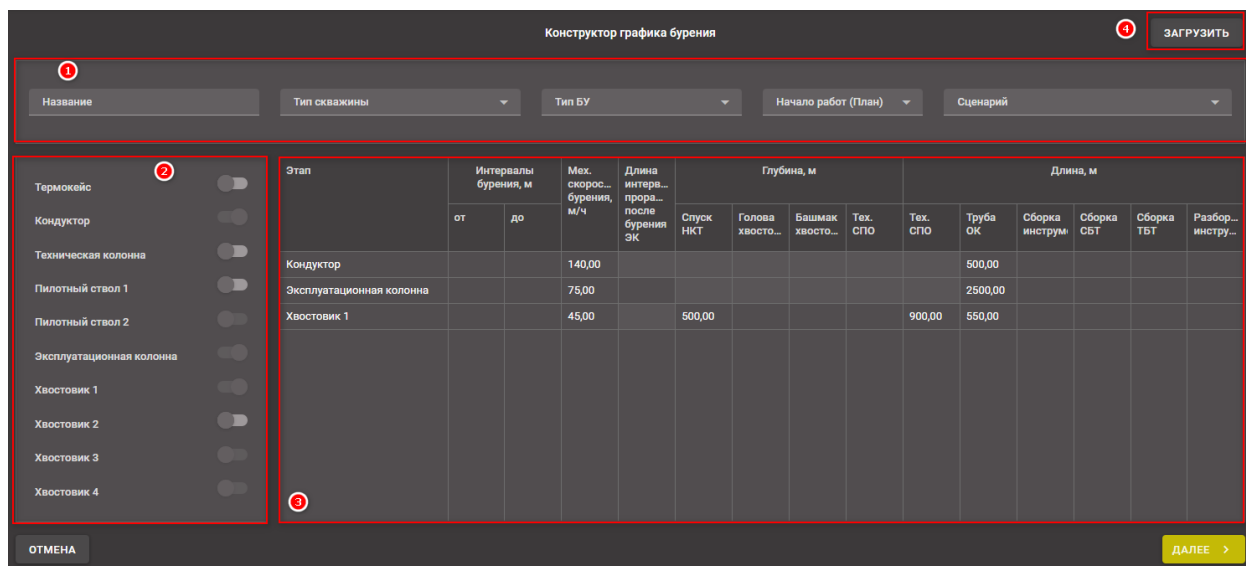 Конструктор графика бурения
4
ЗАГРУЗИТЬ
1
Название
Тип скважины
Тип БУ
Начало работ (План)
Сценарий
2
Термокейс
Кондуктор
Техническая колонна
Пилотный ствол 1
Пилотный ствол 2
Эксплуатационная колонна
Хвостовик 1
Хвостовик 2
Хвостовик 3
Хвостовик 4
Этап
Интервалы
бурения, м
от
до
Мех.
скорос...
бурения,
м/ч
Длина
интерв...
прора...
после
бурения
ЭК
Глубина, м
Спуск
НКТ
Голова
хвосто...
Башмак
хвосто...
Тех.
СПО
Длина, м
Тех.
СПО
Труба
ОК
Сборка
инструм
Сборка
СБТ
Сборка
ТБТ
Разбор...
инстру...
Кондуктор 140,00 500,00
Эксплуатационная колонна 75,00 2500,00
Хвостовик 1 45,00 500,00 900,00 550,00
3
ОТМЕНА
ДАЛЕЕ >